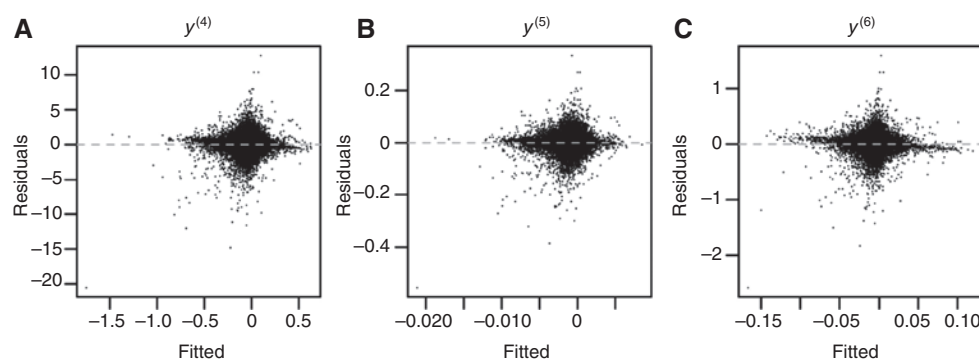 A y(4) B y(5) C y(6)
10
5
0
−5
−10
−15
−20
Residuals
−1.5 −1.0 −0.5 0 0.5
Fitted
0.2
0
−0.2
−0.4
Residuals
−0.020 −0.010 0
Fitted
1
0
−1
−2
Residuals
−0.15 −0.05 0.05 0.10
Fitted